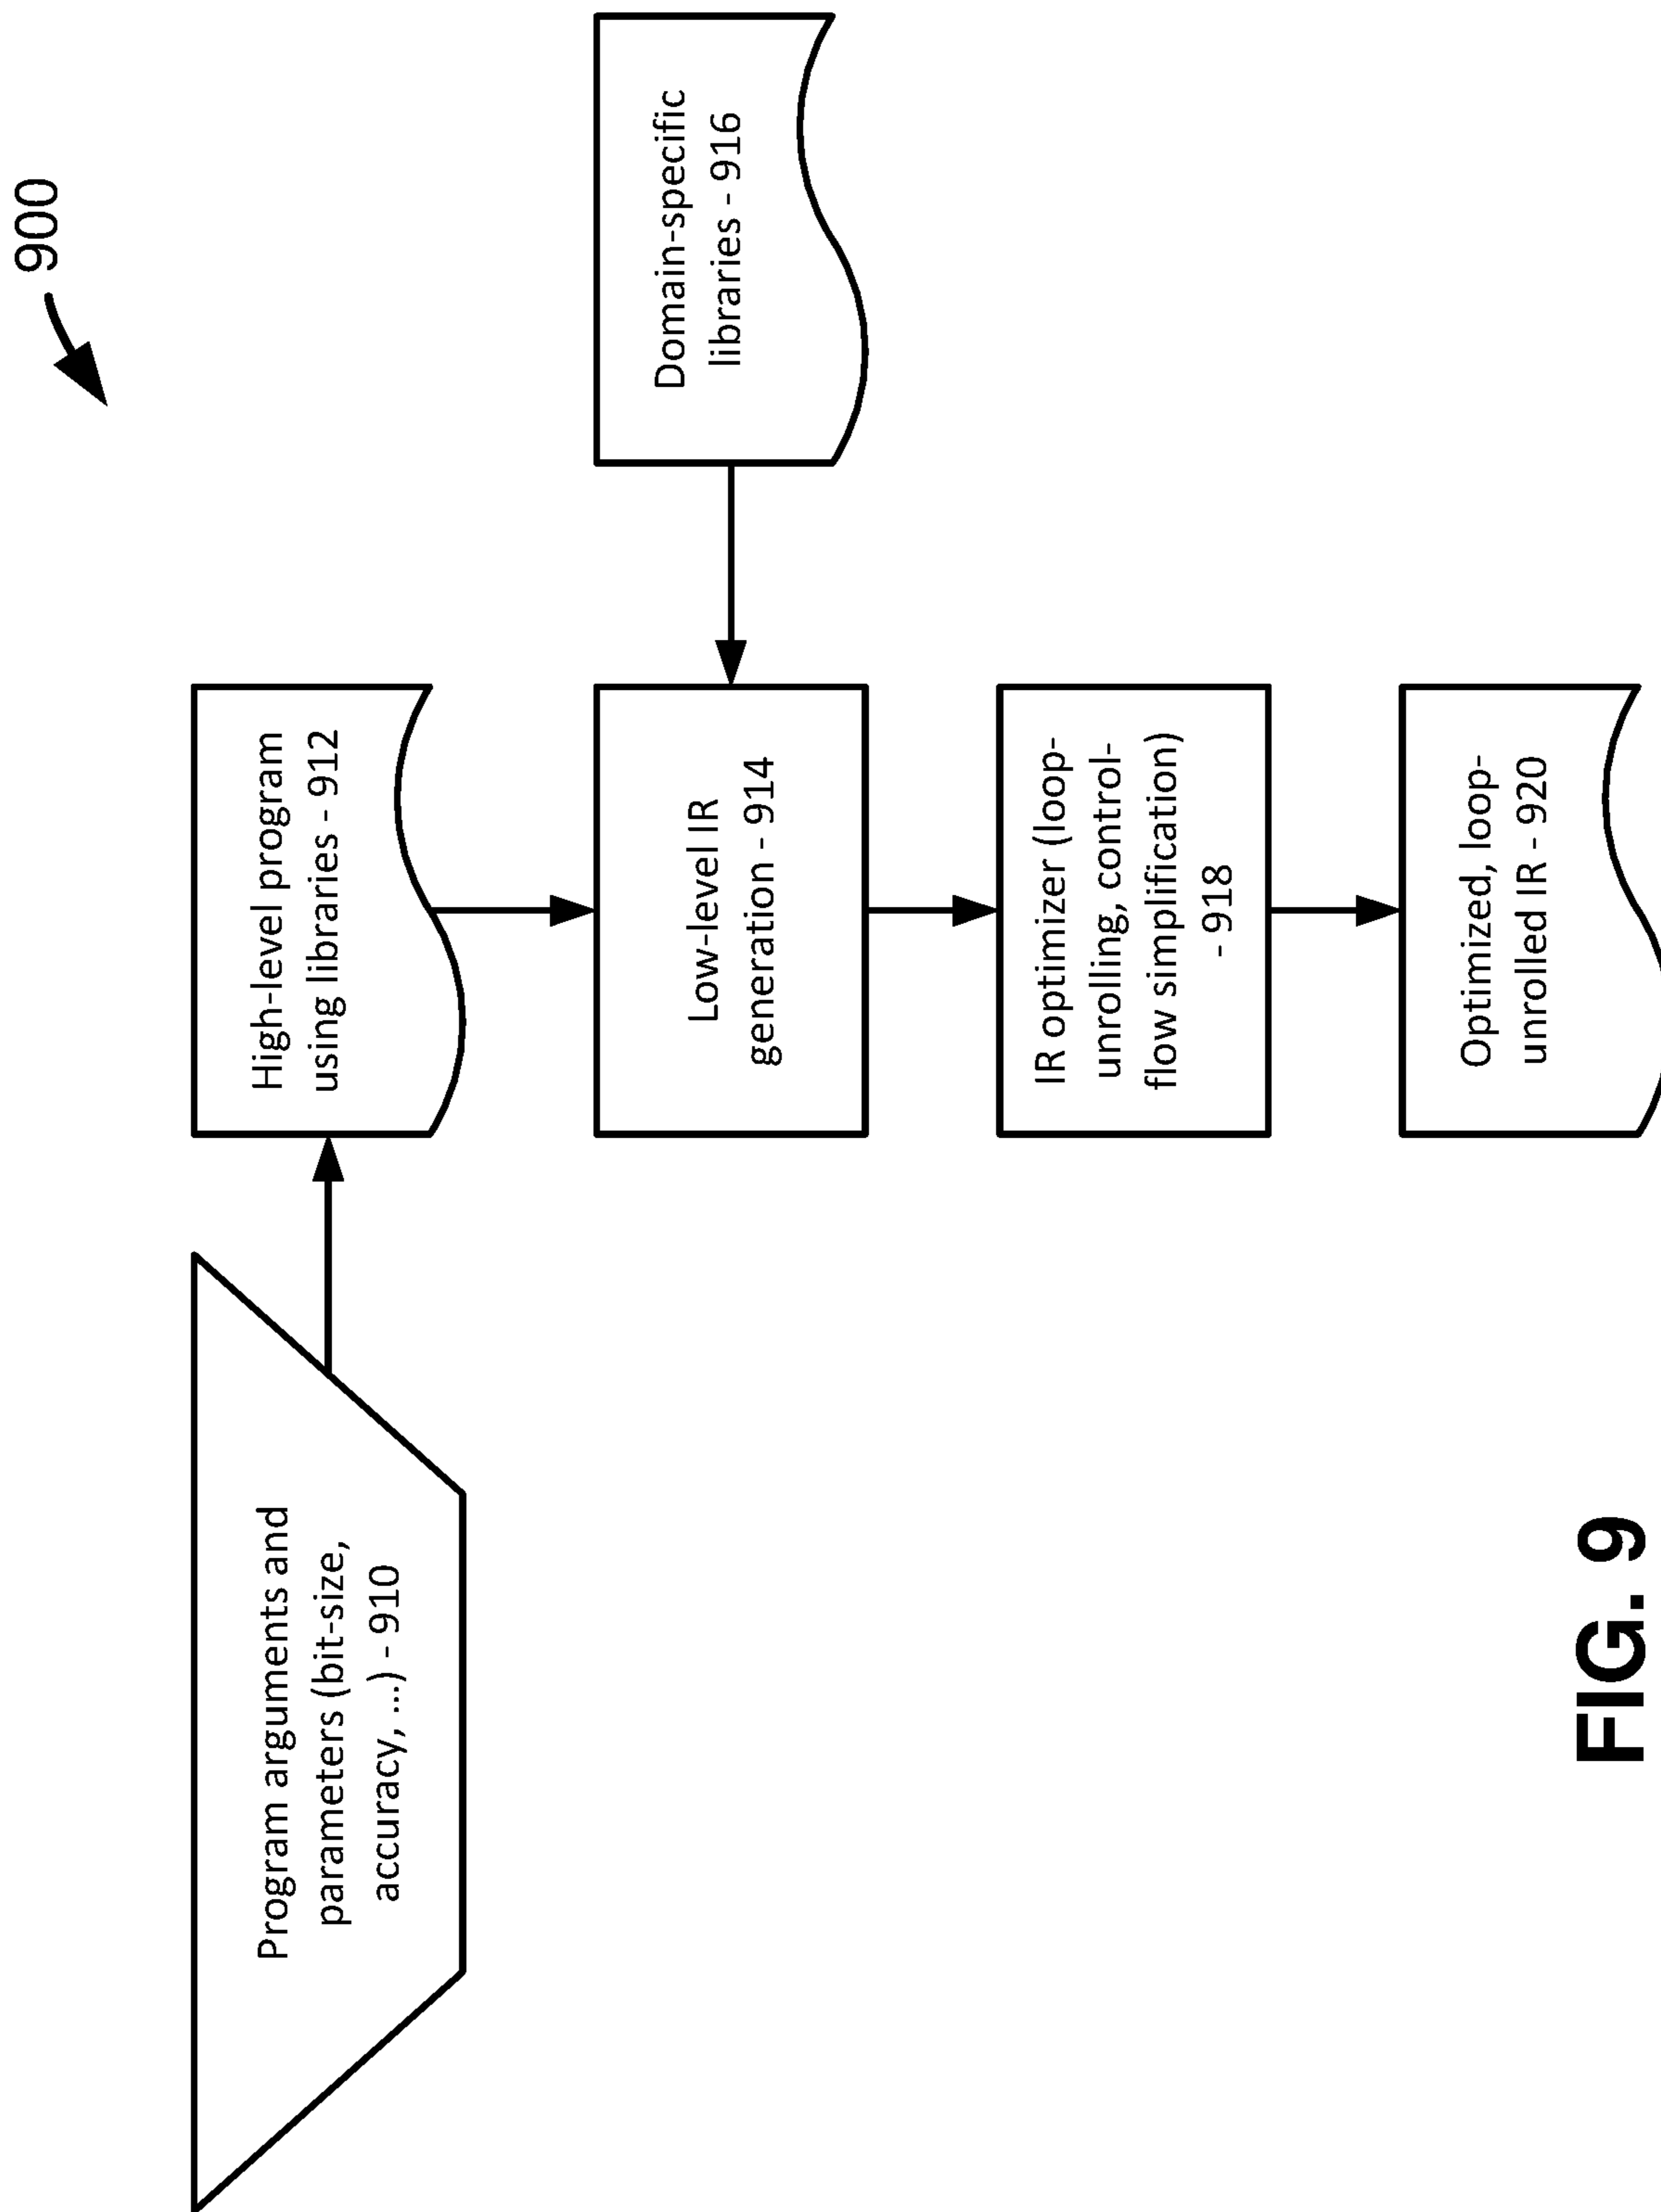 900
Program arguments and
parameters (bit-size,
accuracy, ...) - 910
High-level program
using libraries - 912
Low-level IR
generation - 914
Domain-specific
libraries - 916
IR optimizer (loop-
unrolling, control-
flow simplification)
- 918
Optimized, loop-
unrolled IR - 920
FIG. 9